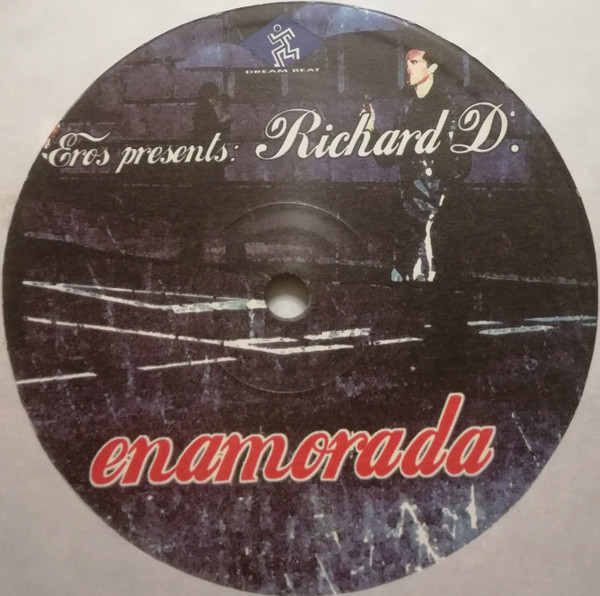 DREAM BEAT
Eros presents: Richard D.
enamorada